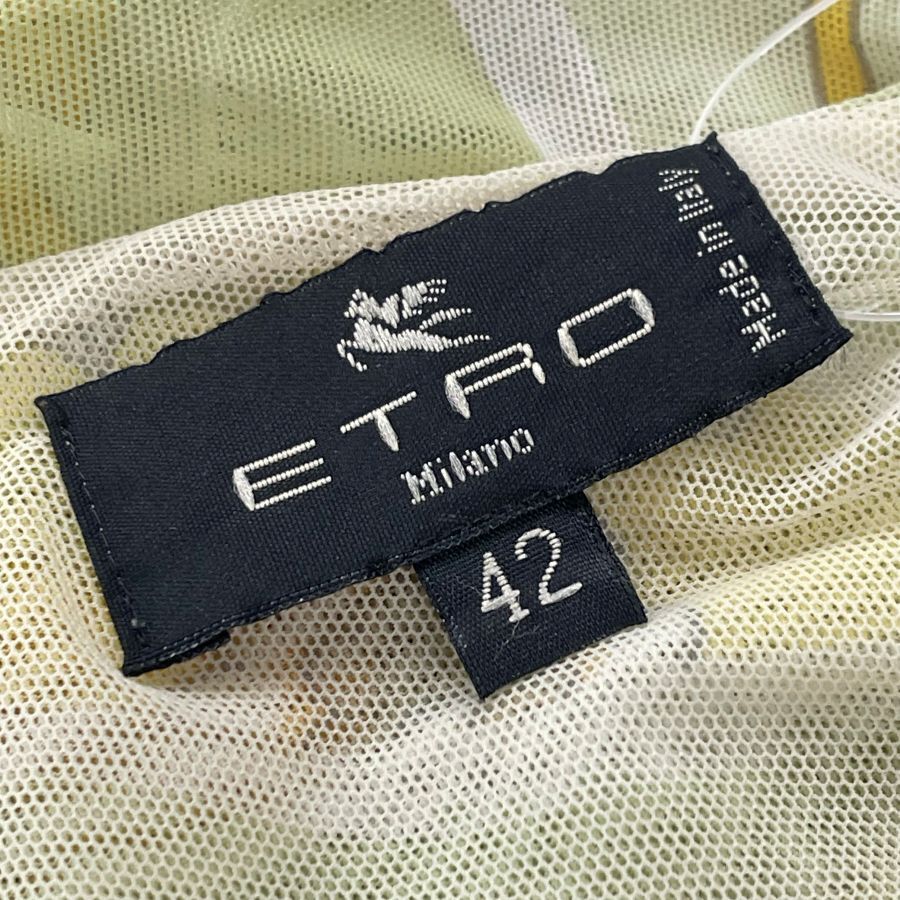 ETRO
Milano
Made in Italy
42